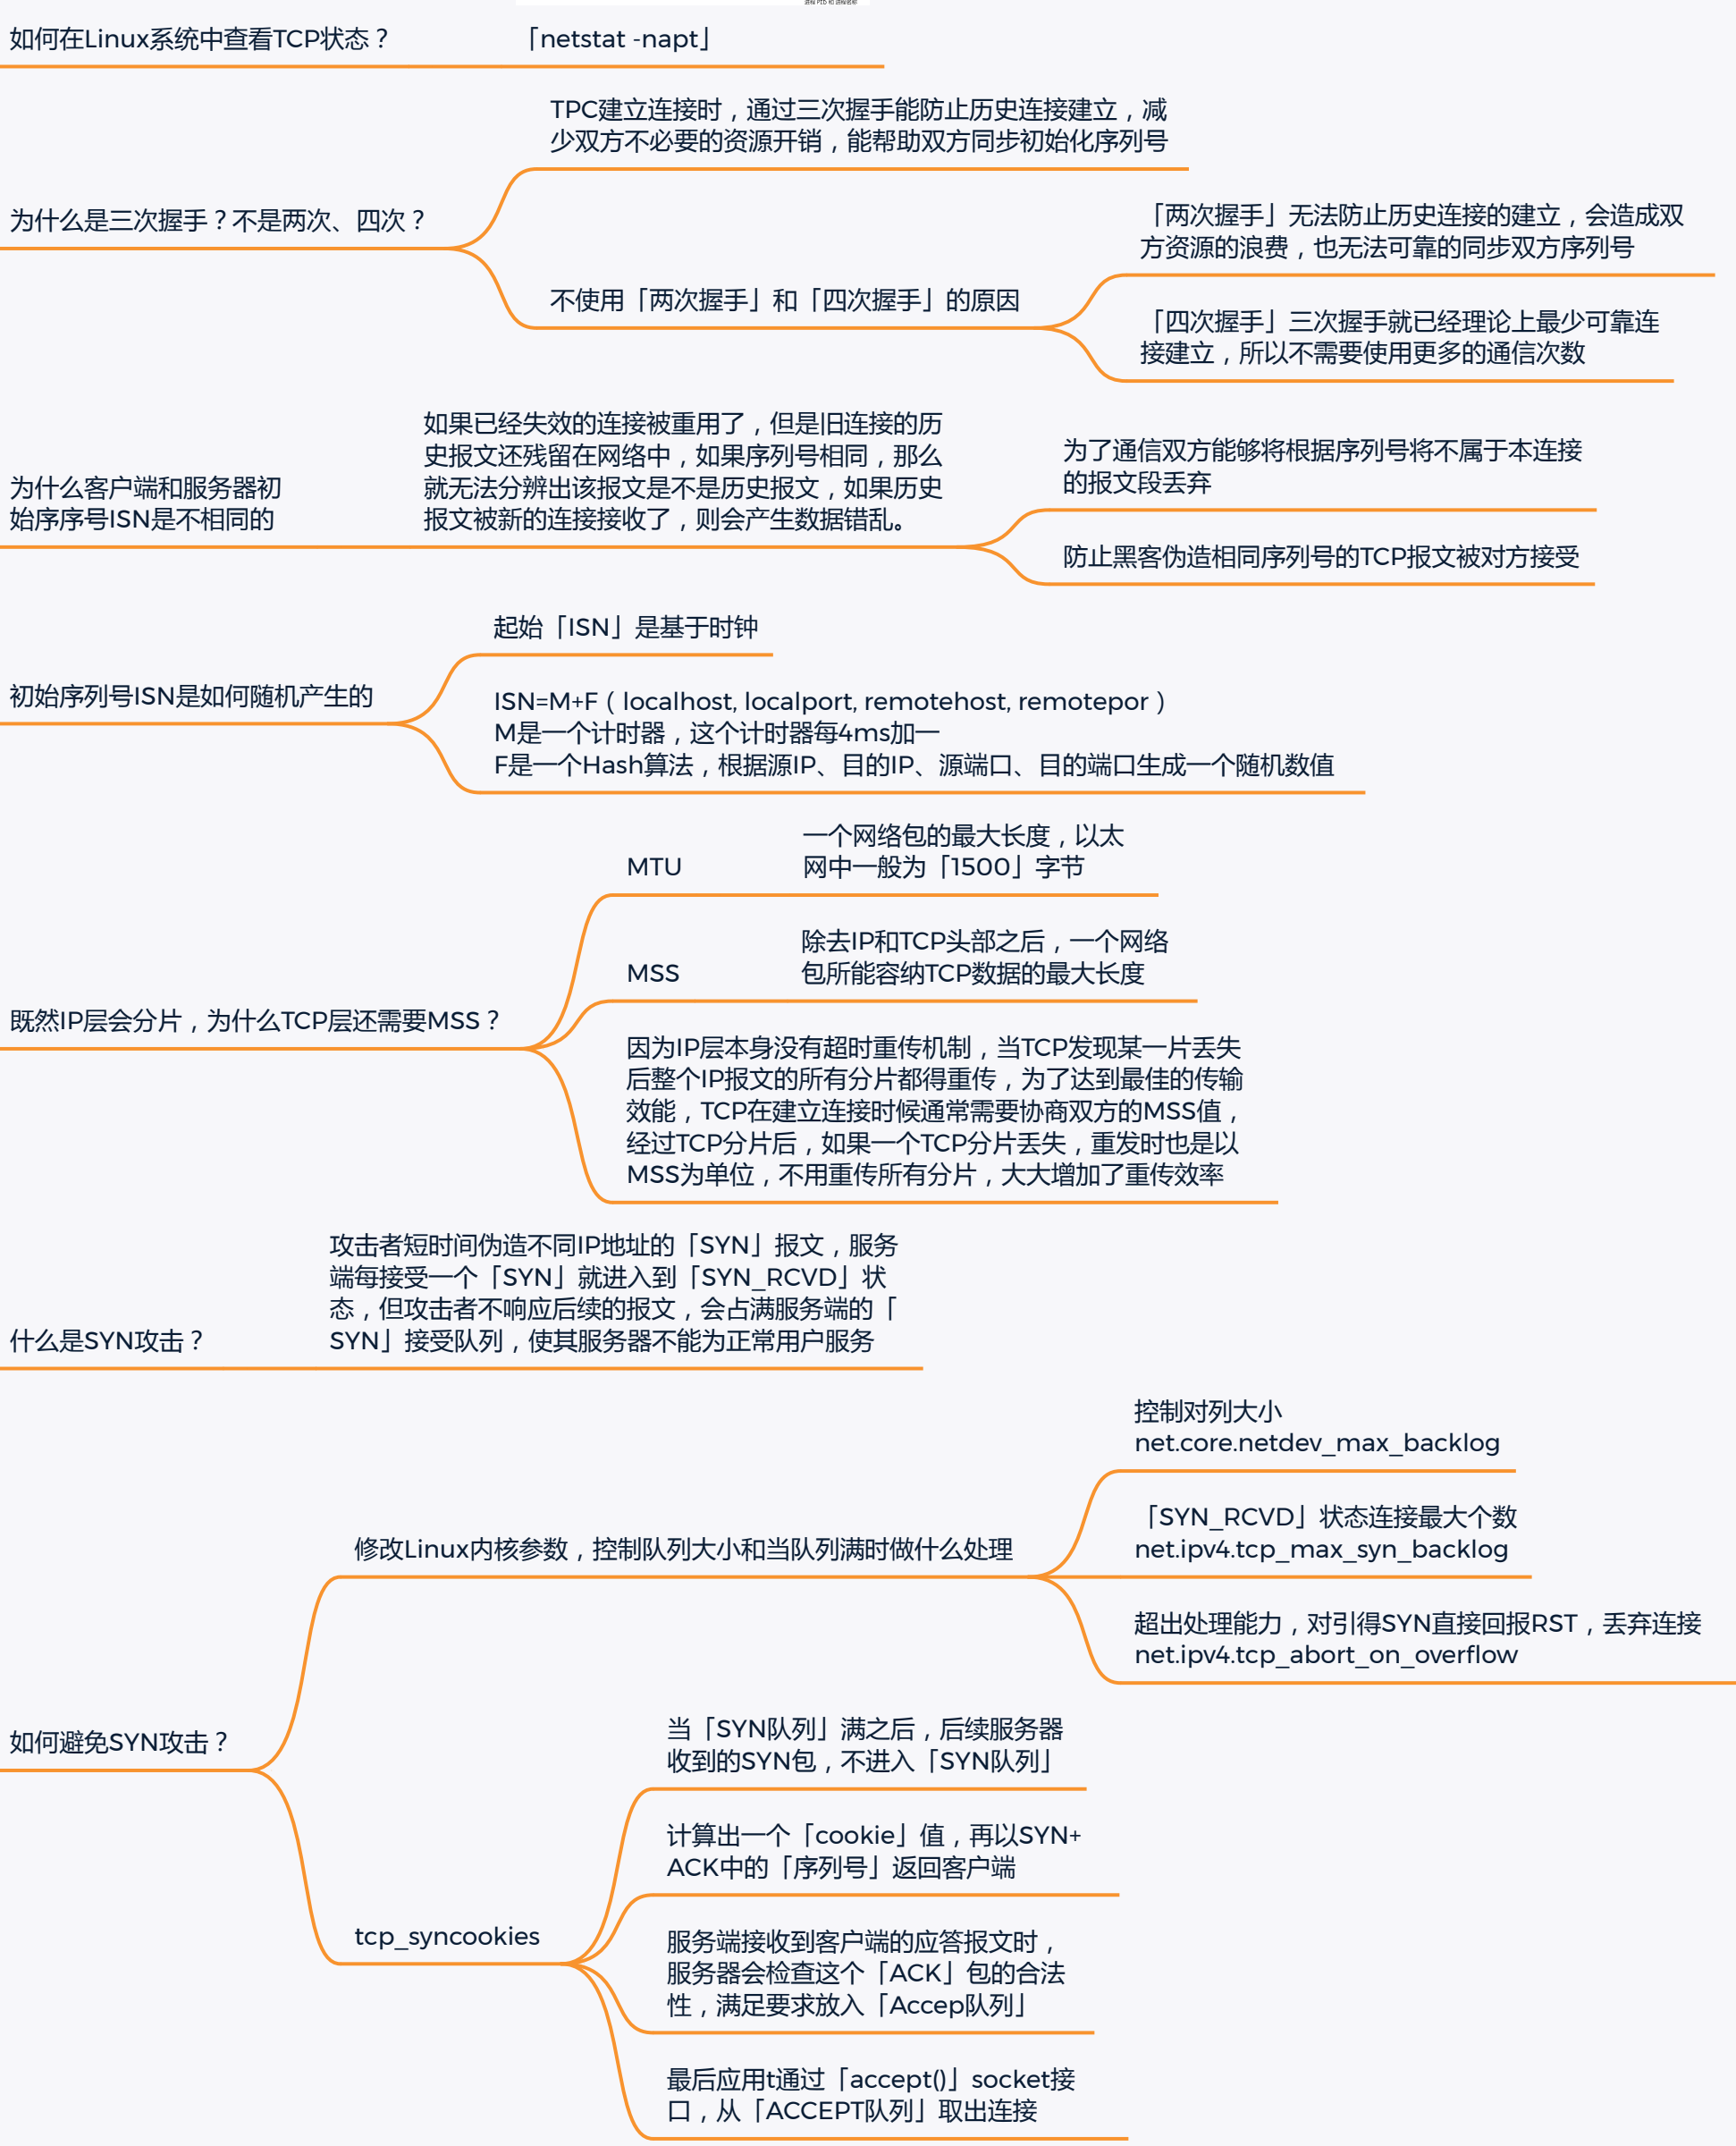 进程 PID 和 进程名称
如何在Linux系统中查看TCP状态？
「netstat -napt」
TPC建立连接时，通过三次握手能防止历史连接建立，减
少双方不必要的资源开销，能帮助双方同步初始化序列号
为什么是三次握手？不是两次、四次？
「两次握手」无法防止历史连接的建立，会造成双
方资源的浪费，也无法可靠的同步双方序列号
不使用「两次握手」和「四次握手」的原因
「四次握手」三次握手就已经理论上最少可靠连
接建立，所以不需要使用更多的通信次数
为什么客户端和服务器初
始序序号ISN是不相同的
如果已经失效的连接被重用了，但是旧连接的历
史报文还残留在网络中，如果序列号相同，那么
就无法分辨出该报文是不是历史报文，如果历史
报文被新的连接接收了，则会产生数据错乱。
为了通信双方能够将根据序列号将不属于本连接
的报文段丢弃
防止黑客伪造相同序列号的TCP报文被对方接受
起始「ISN」是基于时钟
初始序列号ISN是如何随机产生的
ISN=M+F（localhost, localport, remotehost, remotepor）
M是一个计时器，这个计时器每4ms加一
F是一个Hash算法，根据源IP、目的IP、源端口、目的端口生成一个随机数值
MTU
一个网络包的最大长度，以太
网中一般为「1500」字节
MSS
除去IP和TCP头部之后，一个网络
包所能容纳TCP数据的最大长度
既然IP层会分片，为什么TCP层还需要MSS？
因为IP层本身没有超时重传机制，当TCP发现某一片丢失
后整个IP报文的所有分片都得重传，为了达到最佳的传输
效能，TCP在建立连接时候通常需要协商双方的MSS值，
经过TCP分片后，如果一个TCP分片丢失，重发时也是以
MSS为单位，不用重传所有分片，大大增加了重传效率
什么是SYN攻击？
攻击者短时间伪造不同IP地址的「SYN」报文，服务
端每接受一个「SYN」就进入到「SYN_RCVD」状
态，但攻击者不响应后续的报文，会占满服务端的「
SYN」接受队列，使其服务器不能为正常用户服务
控制对列大小
net.core.netdev_max_backlog
修改Linux内核参数，控制队列大小和当队列满时做什么处理
「SYN_RCVD」状态连接最大个数
net.ipv4.tcp_max_syn_backlog
超出处理能力，对引得SYN直接回报RST，丢弃连接
net.ipv4.tcp_abort_on_overflow
如何避免SYN攻击？
当「SYN队列」满之后，后续服务器
收到的SYN包，不进入「SYN队列」
计算出一个「cookie」值，再以SYN+
ACK中的「序列号」返回客户端
tcp_syncookies
服务端接收到客户端的应答报文时，
服务器会检查这个「ACK」包的合法
性，满足要求放入「Accep队列」
最后应用t通过「accept()」socket接
口，从「ACCEPT队列」取出连接